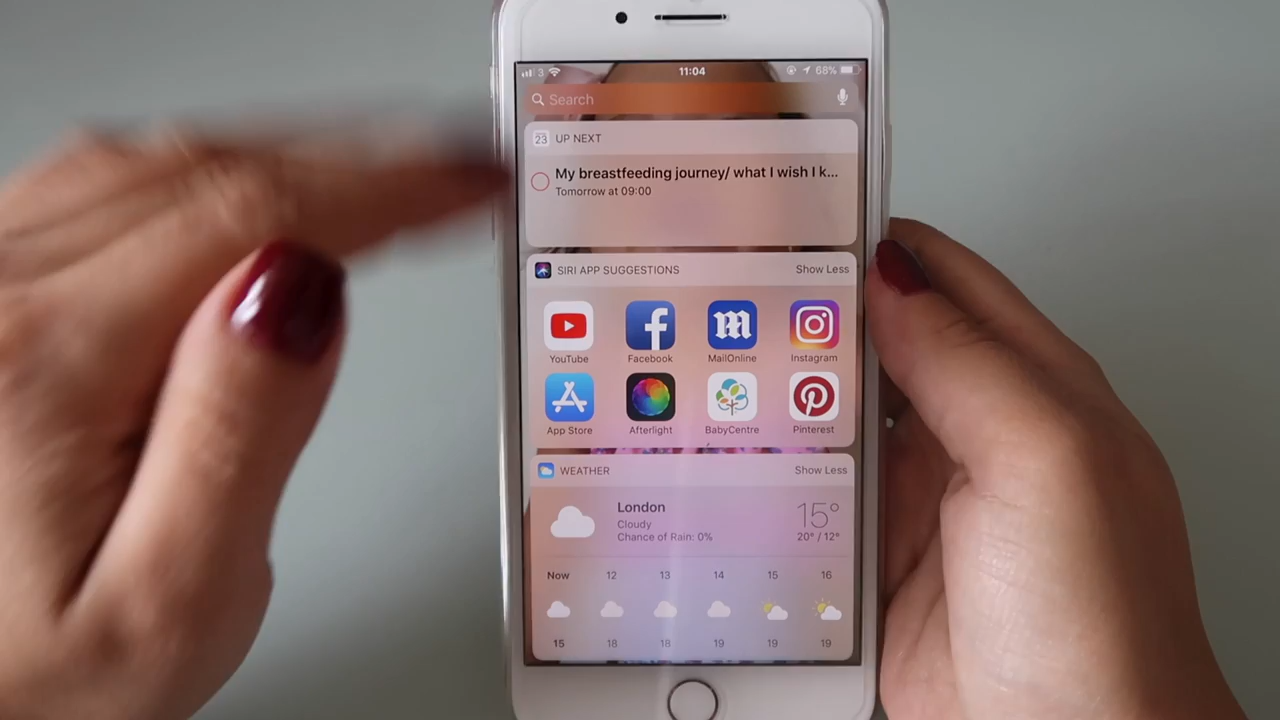 3 11:04 68%
Search
23 UP NEXT
My breastfeeding journey/ what I wish I k...
Tomorrow at 09:00
SIRI APP SUGGESTIONS Show Less
YouTube Facebook MailOnline Instagram
App Store Afterlight BabyCentre Pinterest
WEATHER Show Less
London
Cloudy
Chance of Rain: 0%
15°
20° / 12°
Now 12 13 14 15 16
15 18 18 19 19 19